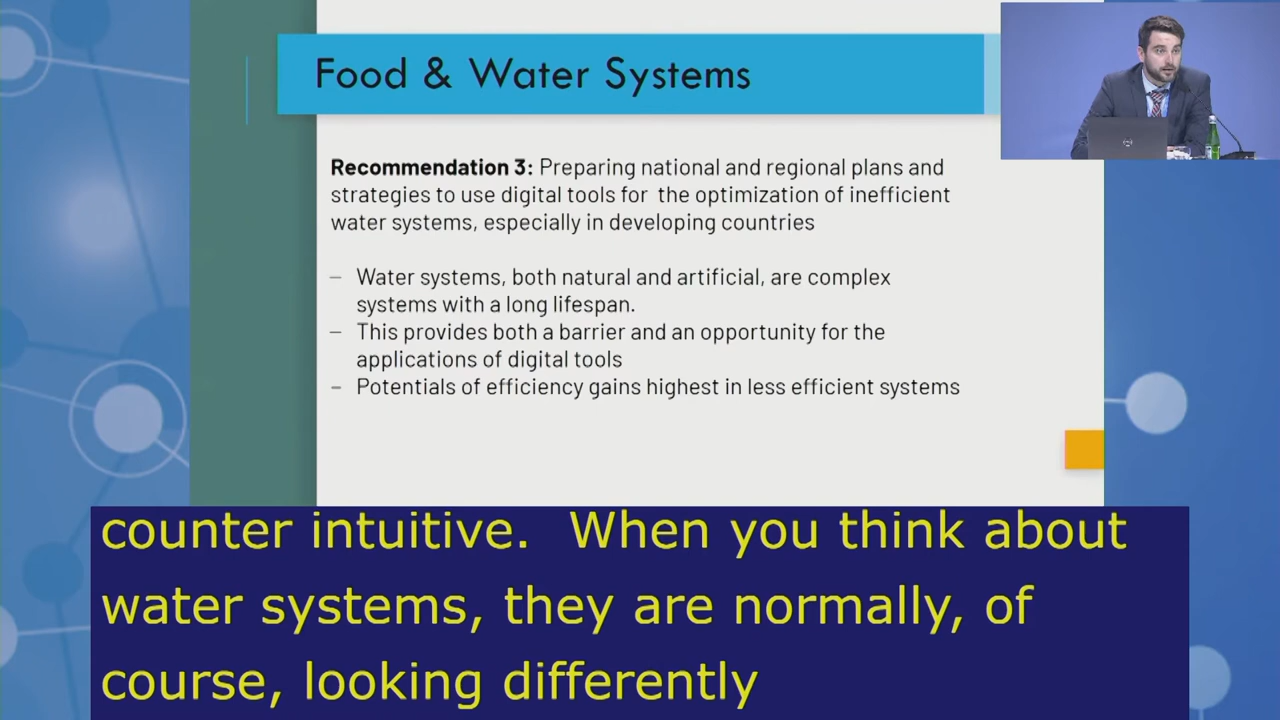 Food & Water Systems
Recommendation 3: Preparing national and regional plans and
strategies to use digital tools for the optimization of inefficient
water systems, especially in developing countries
– Water systems, both natural and artificial, are complex
systems with a long lifespan.
– This provides both a barrier and an opportunity for the
applications of digital tools
– Potentials of efficiency gains highest in less efficient systems
counter intuitive. When you think about
water systems, they are normally, of
course, looking differently